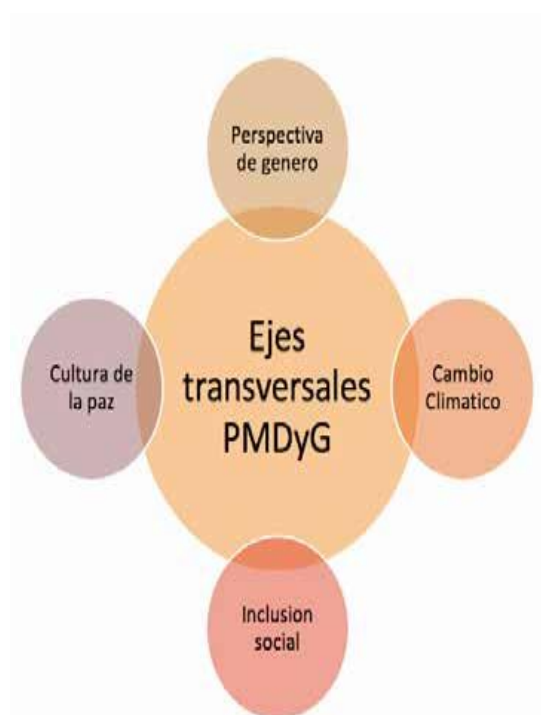 Perspectiva
de genero
Cultura de
la paz
Ejes
transversales
PMDyG
Cambio
Climatico
Inclusion
social